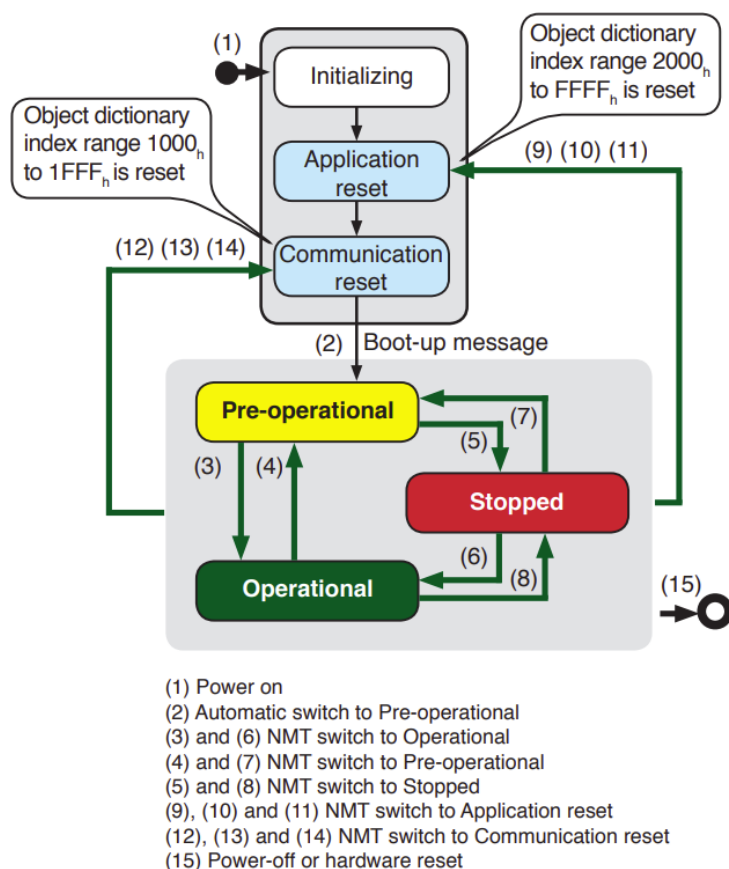 (1)
Initializing
Object dictionary
index range 2000h
to FFFFh is reset
Object dictionary
index range 1000h
to 1FFFh is reset
Application
reset
(9) (10) (11)
(12) (13) (14)
Communication
reset
(2) Boot-up message
Pre-operational
(7)
(5)
(3)
(4)
Stopped
(6)
(8)
Operational
(15)
(1) Power on
(2) Automatic switch to Pre-operational
(3) and (6) NMT switch to Operational
(4) and (7) NMT switch to Pre-operational
(5) and (8) NMT switch to Stopped
(9), (10) and (11) NMT switch to Application reset
(12), (13) and (14) NMT switch to Communication reset
(15) Power-off or hardware reset